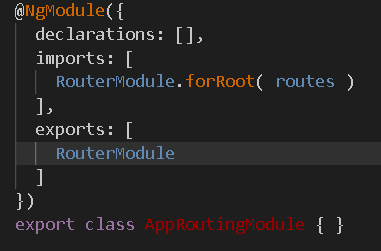 @NgModule({
  declarations: [],
  imports: [
    RouterModule.forRoot( routes )
  ],
  exports: [
    RouterModule
  ]
})
export class AppRoutingModule { }